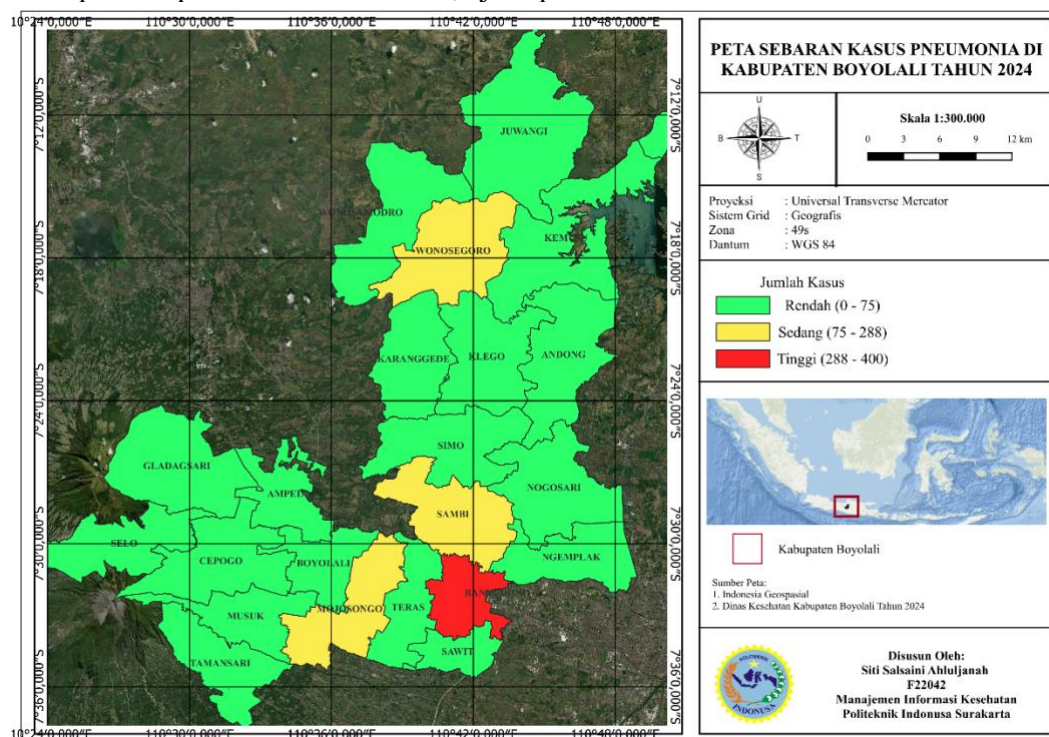 10°24'0,000"E
110°30'0,000"E
110°36'0,000"E
110°42'0,000"E
110°48'0,000"E
7°12'0,000"S
7°18'0,000"S
7°24'0,000"S
7°30'0,000"S
7°36'0,000"S
JUWANGI
WONOSEGORO
KARANGGEDE
KLEGO
ANDONG
SIMO
GLADAGSARI
AMPEL
NOGOSARI
SAMBI
SELO
CEPOGO
BOYOLALI
NGEMPLAK
MUSUK
MOJOSONGO
TERAS
TAMANSARI
SAWIT
7°12'0,000"S
7°18'0,000"S
7°24'0,000"S
7°30'0,000"S
7°36'0,000"S
10°24'0,000"E
110°30'0,000"E
110°36'0,000"E
110°42'0,000"E
110°48'0,000"E
PETA SEBARAN KASUS PNEUMONIA DI
KABUPATEN BOYOLALI TAHUN 2024
U
B
T
S
Skala 1:300.000
0 3 6 9 12 km
Proyeksi : Universal Transverse Mercator
Sistem Grid : Geografis
Zona : 49s
Dantum : WGS 84
Jumlah Kasus
Rendah (0 - 75)
Sedang (75 - 288)
Tinggi (288 - 400)
Kabupaten Boyolali
Sumber Peta:
1. Indonesia Geospasial
2. Dinas Kesehatan Kabupaten Boyolali Tahun 2024
POLITEKNIK
INDONUSA
Disusun Oleh:
Siti Salsaini Ahluljanah
F22042
Manajemen Informasi Kesehatan
Politeknik Indonusa Surakarta